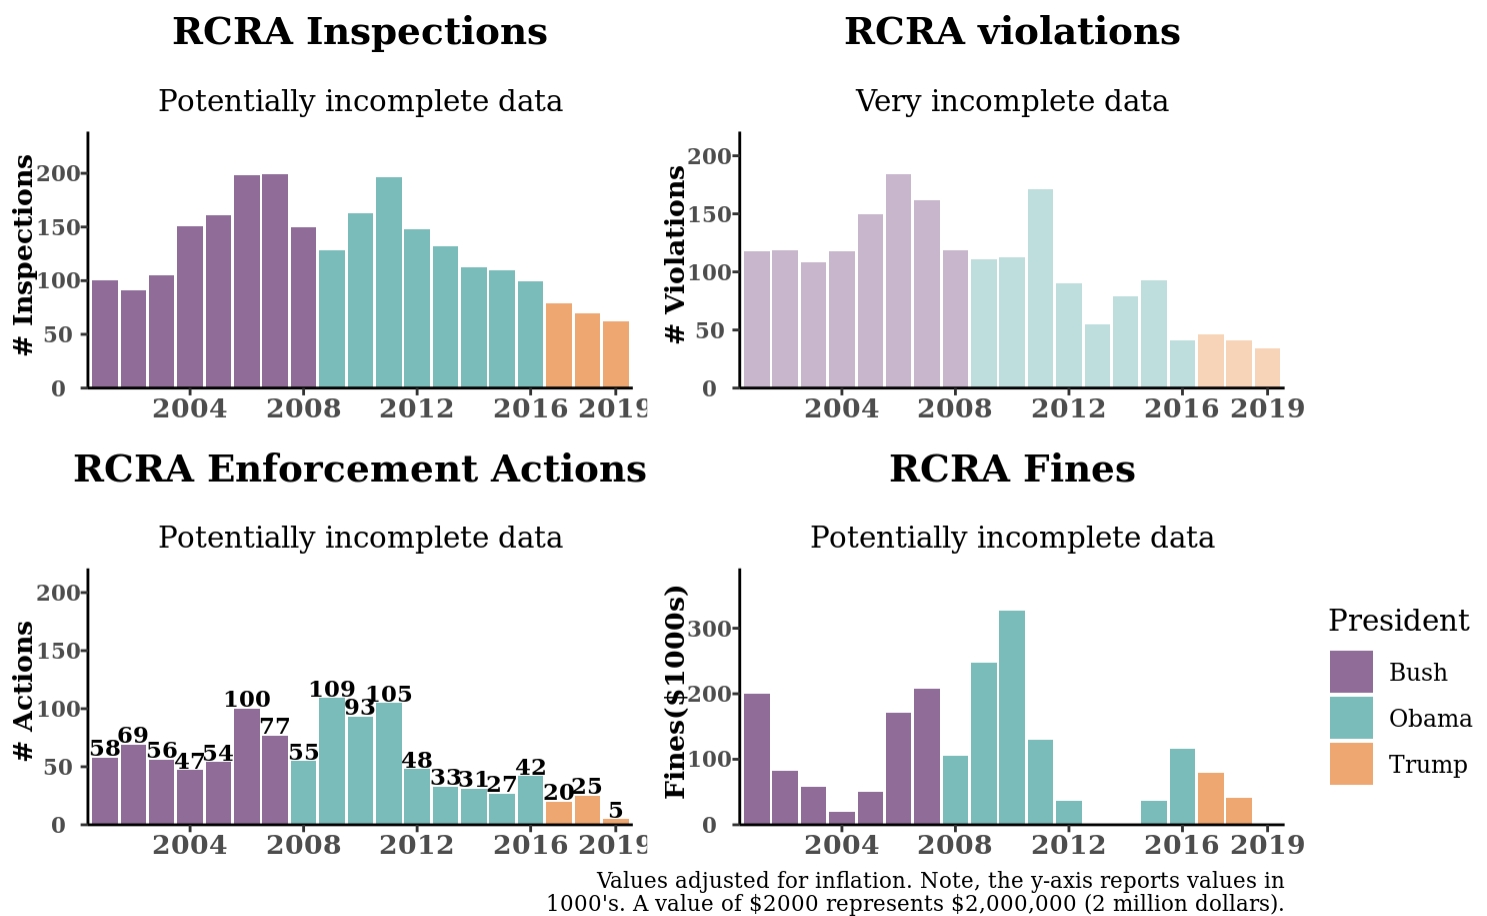 RCRA Inspections
Potentially incomplete data
# Inspections
200
150
100
50
0
2004 2008 2012 2016 2019
RCRA violations
Very incomplete data
# Violations
200
150
100
50
0
2004 2008 2012 2016 2019
RCRA Enforcement Actions
Potentially incomplete data
# Actions
200
150
100
50
0
58 69 56 47 54 100 77 55 109 93 105 48 33 31 27 42 20 25 5
2004 2008 2012 2016 2019
RCRA Fines
Potentially incomplete data
Fines($1000s)
300
200
100
0
2004 2008 2012 2016 2019
President
Bush
Obama
Trump
Values adjusted for inflation. Note, the y-axis reports values in
1000's. A value of $2000 represents $2,000,000 (2 million dollars).